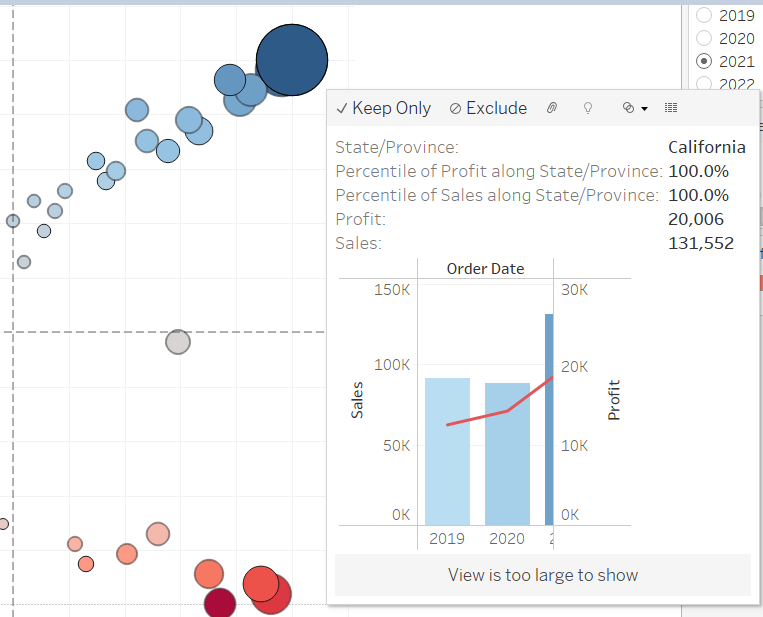 2019
2020
2021
2022
Keep Only Exclude
State/Province: California
Percentile of Profit along State/Province: 100.0%
Percentile of Sales along State/Province: 100.0%
Profit: 20,006
Sales: 131,552
Order Date
150K 30K
100K 20K
50K 10K
0K 0K
Sales
Profit
2019 2020
View is too large to show